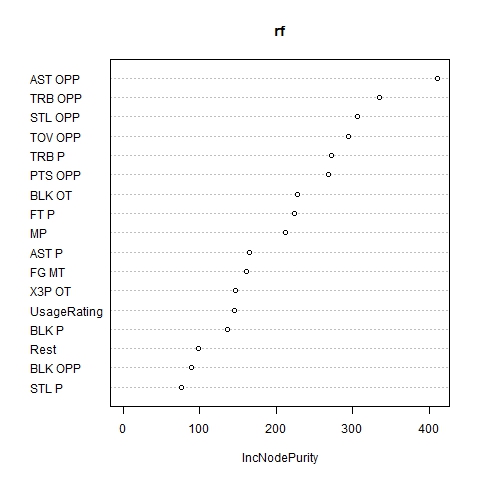 rf
AST OPP
TRB OPP
STL OPP
TOV OPP
TRB P
PTS OPP
BLK OT
FT P
MP
AST P
FG MT
X3P OT
UsageRating
BLK P
Rest
BLK OPP
STL P
0 100 200 300 400
IncNodePurity